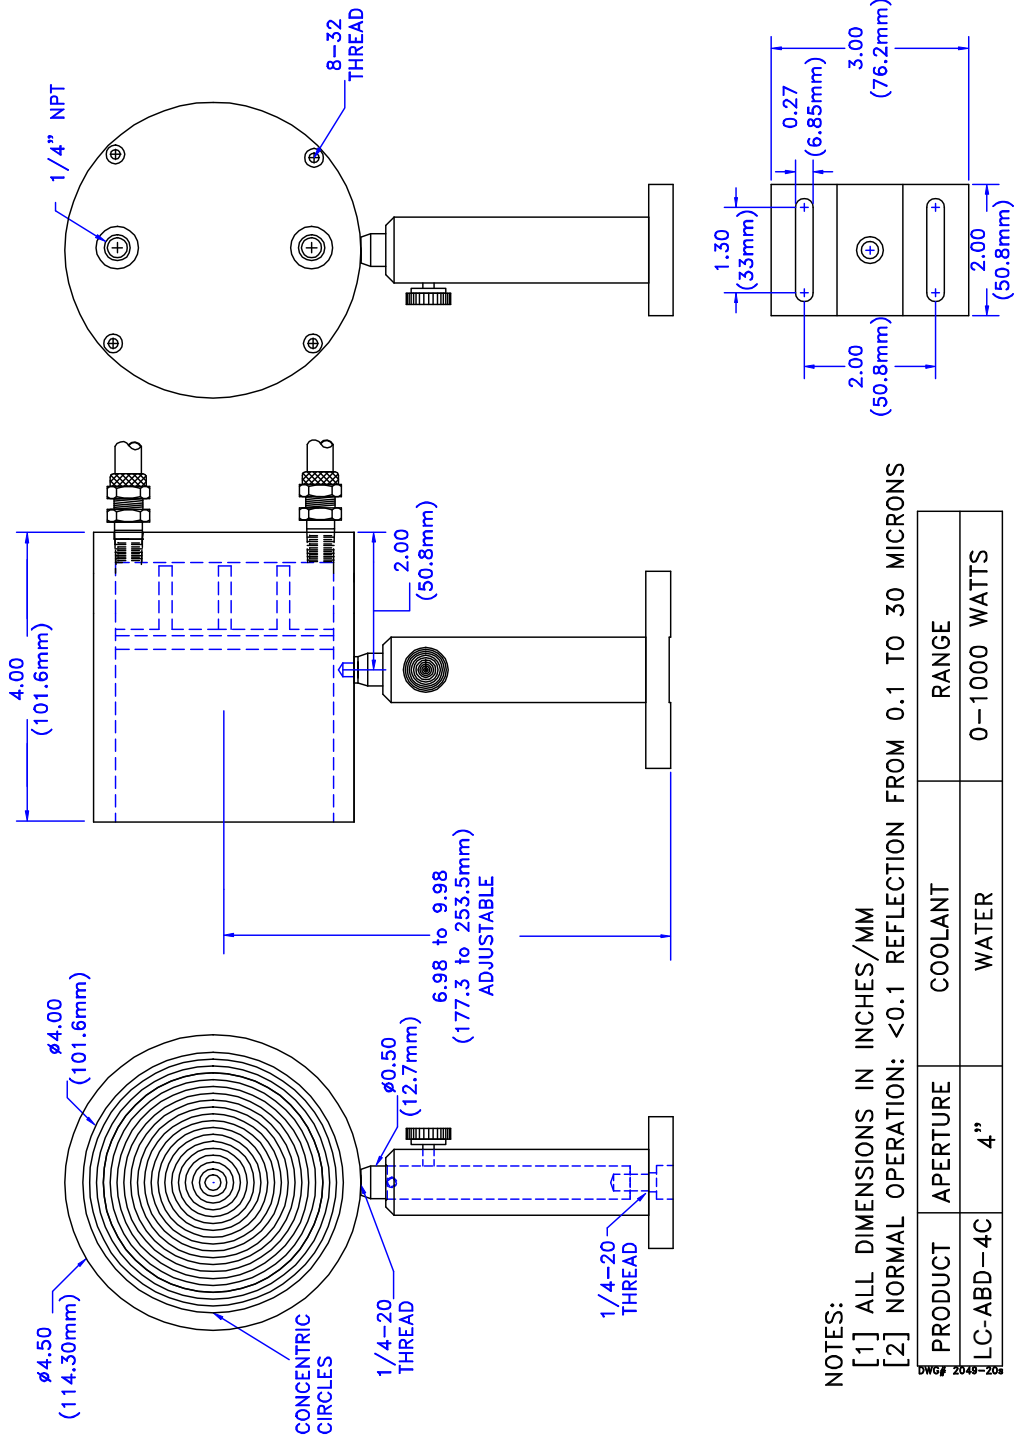 ø4.50
(114.30mm)
ø4.00
(101.6mm)
CONCENTRIC
CIRCLES
1/4-20
THREAD
ø0.50
(12.7mm)
1/4-20
THREAD
4.00
(101.6mm)
2.00
(50.8mm)
6.98 to 9.98
(177.3 to 253.5mm)
ADJUSTABLE
1/4" NPT
8-32
THREAD
1.30
(33mm)
0.27
(6.85mm)
3.00
(76.2mm)
2.00
(50.8mm)
2.00
(50.8mm)
NOTES:
[1] ALL DIMENSIONS IN INCHES/MM
[2] NORMAL OPERATION: <0.1 REFLECTION FROM 0.1 TO 30 MICRONS
PRODUCT APERTURE COOLANT RANGE
LC-ABD-4C 4" WATER 0-1000 WATTS
DWG# 2049-20s